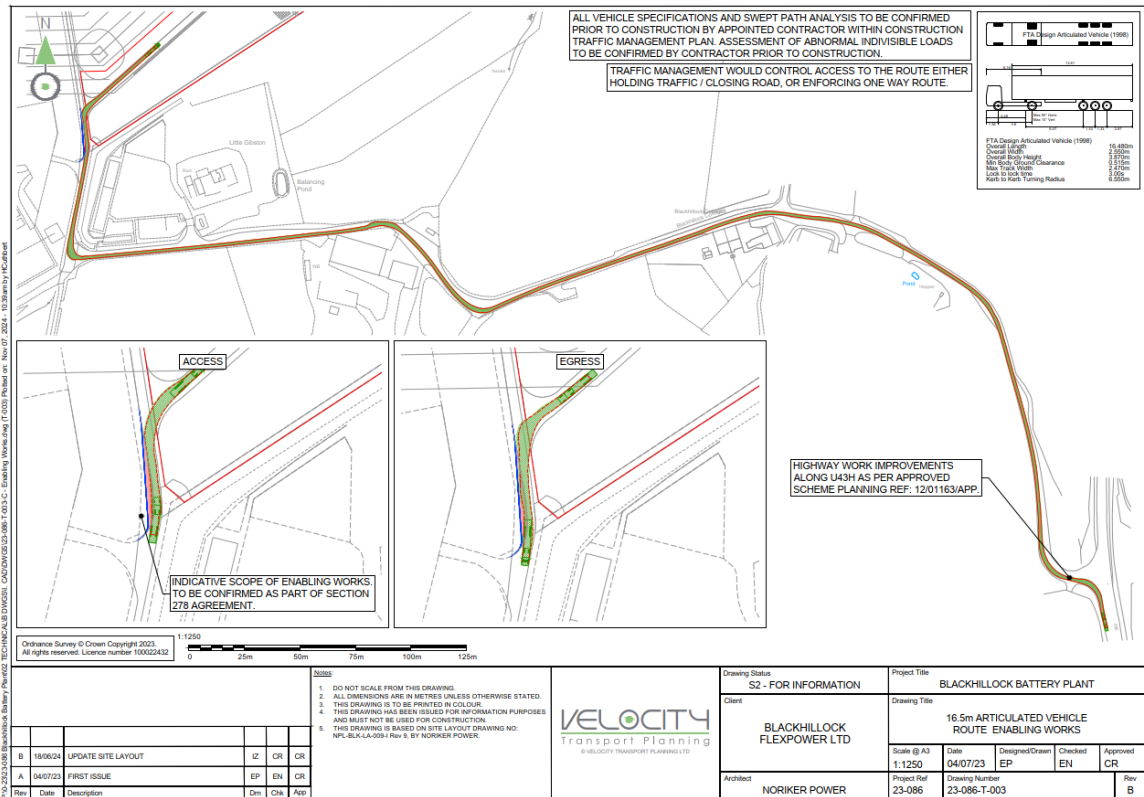 ALL VEHICLE SPECIFICATIONS AND SWEPT PATH ANALYSIS TO BE CONFIRMED
PRIOR TO CONSTRUCTION BY APPOINTED CONTRACTOR WITHIN CONSTRUCTION
TRAFFIC MANAGEMENT PLAN. ASSESSMENT OF ABNORMAL INDIVISIBLE LOADS
TO BE CONFIRMED BY CONTRACTOR PRIOR TO CONSTRUCTION.
TRAFFIC MANAGEMENT WOULD CONTROL ACCESS TO THE ROUTE EITHER
HOLDING TRAFFIC / CLOSING ROAD, OR ENFORCING ONE WAY ROUTE.
FTA Design Articulated Vehicle (1998)
FTA Design Articulated Vehicle (1998)
Overall Length 16.480m
Overall Width 2.550m
Overall Body Height 3.870m
Min Body Ground Clearance 0.515m
Max Track Width 2.470m
Lock to lock time 3.00s
Kerb to Kerb Turning Radius 6.550m
N
Little Gibston
Balancing
Pond
Pond
ACCESS
EGRESS
INDICATIVE SCOPE OF ENABLING WORKS.
TO BE CONFIRMED AS PART OF SECTION
278 AGREEMENT.
HIGHWAY WORK IMPROVEMENTS
ALONG U43H AS PER APPROVED
SCHEME PLANNING REF: 12/01163/APP.
Ordnance Survey © Crown Copyright 2023.
All rights reserved. Licence number 100022432
1:1250
0 25m 50m 75m 100m 125m
Notes:
1. DO NOT SCALE FROM THIS DRAWING.
2. ALL DIMENSIONS ARE IN METRES UNLESS OTHERWISE STATED.
3. THIS DRAWING IS TO BE PRINTED IN COLOUR.
4. THIS DRAWING HAS BEEN ISSUED FOR INFORMATION PURPOSES
AND MUST NOT BE USED FOR CONSTRUCTION.
5. THIS DRAWING IS BASED ON SITE LAYOUT DRAWING NO:
NPL-BLK-LA-009-I Rev 9, BY NORIKER POWER.
B 18/06/24 UPDATE SITE LAYOUT IZ CR CR
A 04/07/23 FIRST ISSUE EP EN CR
Rev Date Description Drn Chk App
VELOCITY
Transport Planning
© VELOCITY TRANSPORT PLANNING LTD
Drawing Status
S2 - FOR INFORMATION
Client
BLACKHILLOCK
FLEXPOWER LTD
Architect
NORIKER POWER
Project Title
BLACKHILLOCK BATTERY PLANT
Drawing Title
16.5m ARTICULATED VEHICLE
ROUTE ENABLING WORKS
Scale @ A3 Date Designed/Drawn Checked Approved
1:1250 04/07/23 EP EN CR
Project Ref Drawing Number Rev
23-086 23-086-T-003 B